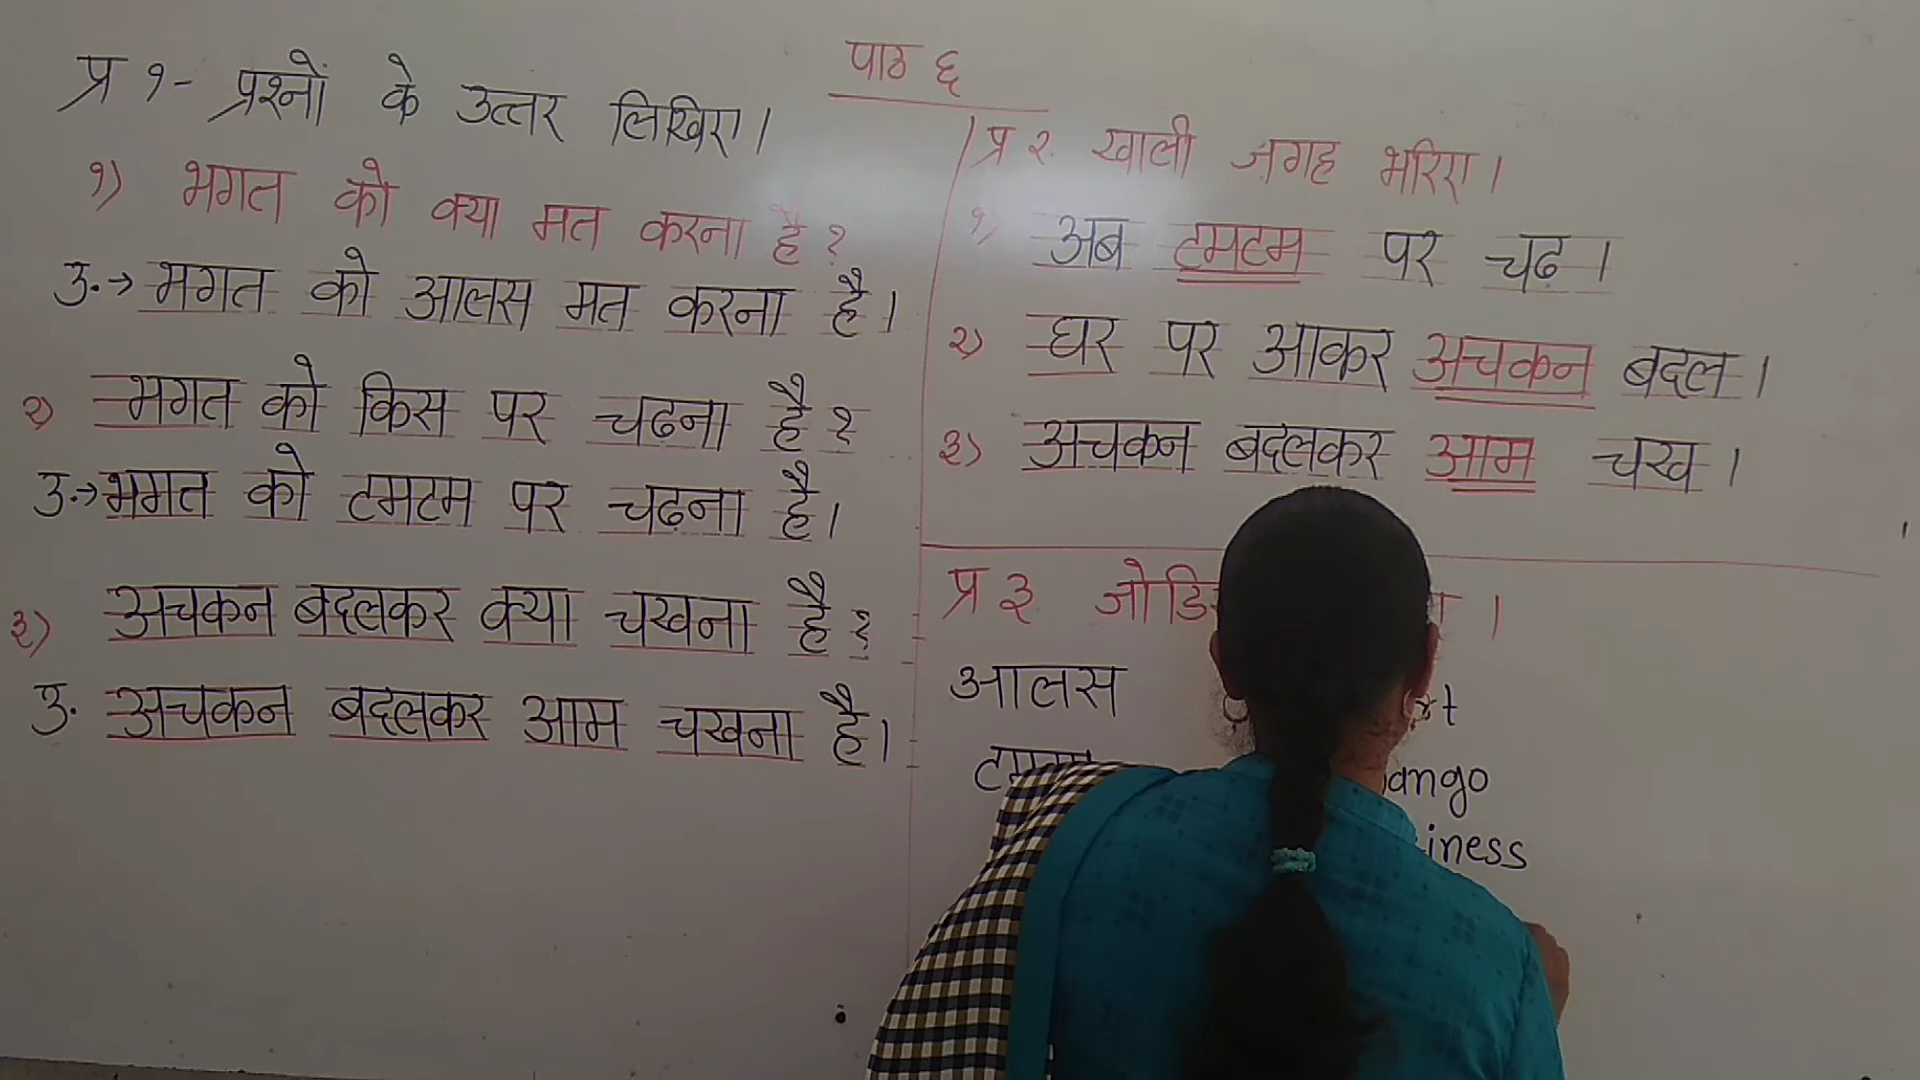 पाठ ६
प्र १- प्रश्नों के उत्तर लिखिए।
१) भगत को क्या मत करना है?
उ.→ भगत को आलस मत करना है।
२) भगत को किस पर चढना है?
उ.→ भगत को टमटम पर चढ़ना है।
३) अचकन बदलकर क्या चखना है?
उ. अचकन बदलकर आम चखना है।
प्र २. खाली जगह भरिए।
१) अब टमटम पर चढ़।
२) घर पर आकर अचकन बदल।
३) अचकन बदलकर आम चख।
प्र ३
आलस